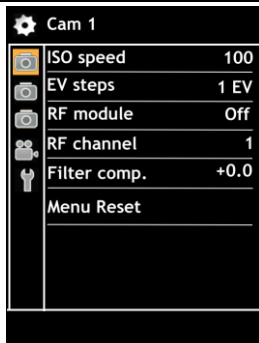 Cam 1
ISO speed 100
EV steps 1 EV
RF module Off
RF channel 1
Filter comp. +0.0
Menu Reset